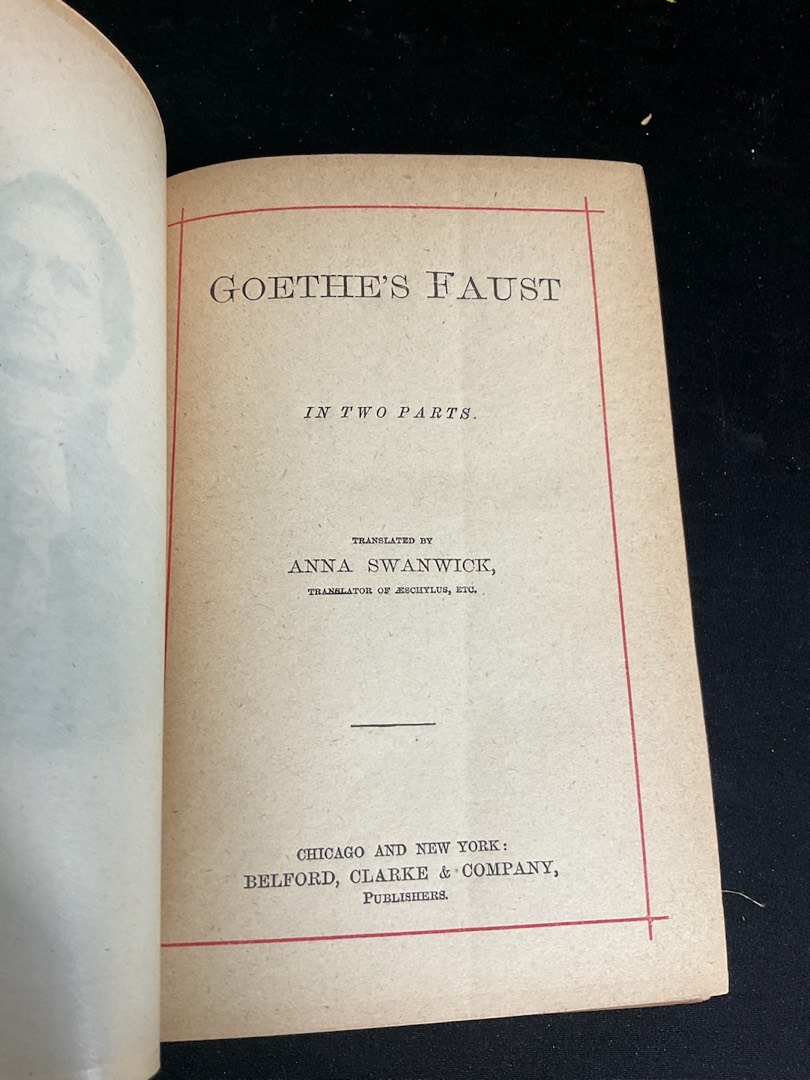 GOETHE'S FAUST
IN TWO PARTS.
TRANSLATED BY
ANNA SWANWICK,
TRANSLATOR OF ÆSCHYLUS, ETC.
CHICAGO AND NEW YORK:
BELFORD, CLARKE & COMPANY,
PUBLISHERS.